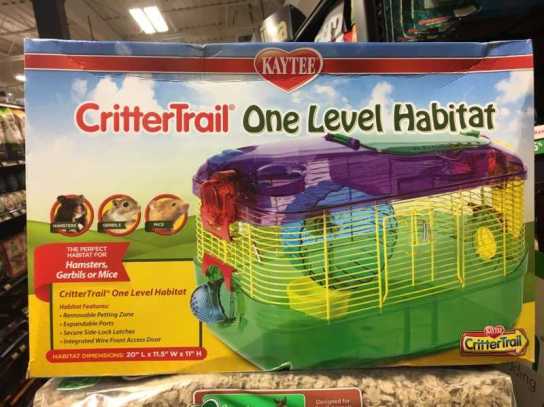 KAYTEE
CritterTrail® One Level Habitat
HAMSTERS
GERBILS
MICE
THE PERFECT
HABITAT FOR
Hamsters,
Gerbils or Mice
CritterTrail® One Level Habitat
Habitat Features:
• Removable Petting Zone
• Expandable Ports
• Secure Side-Lock Latches
• Integrated Wire Front Access Door
HABITAT DIMENSIONS: 20" L x 11.5" W x 11" H
KAYTEE
CritterTrail
Designed for